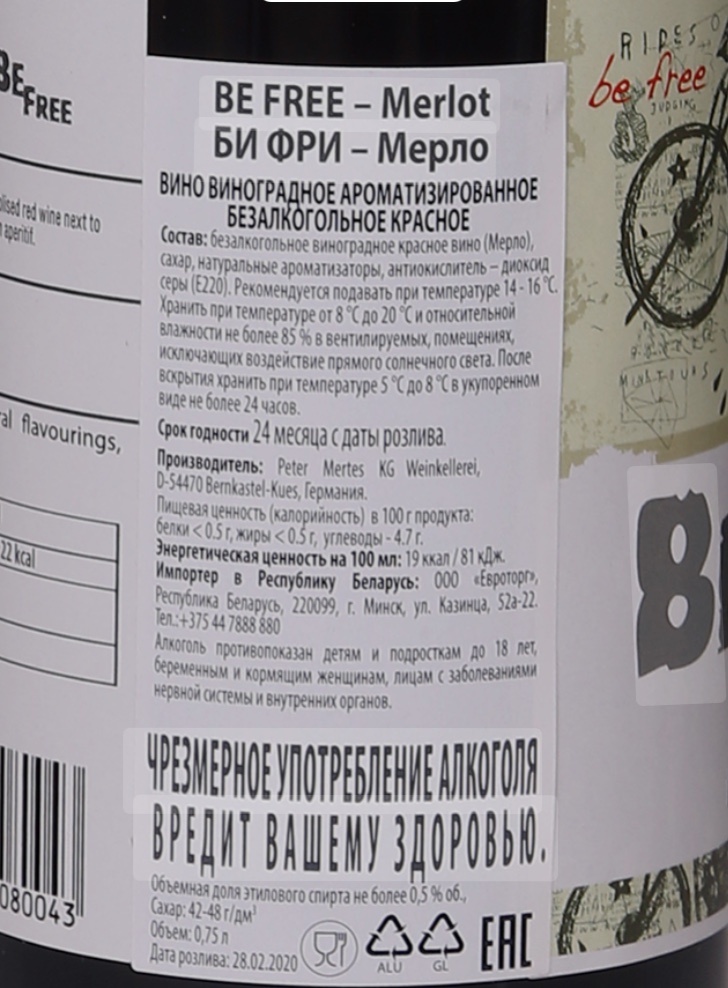 BE FREE
lised red wine next to
aperitif.
al flavourings,
22 kcal
080043
BE FREE – Merlot
БИ ФРИ – Мерло
ВИНО ВИНОГРАДНОЕ АРОМАТИЗИРОВАННОЕ
БЕЗАЛКОГОЛЬНОЕ КРАСНОЕ
Состав: безалкогольное виноградное красное вино (Мерло),
сахар, натуральные ароматизаторы, антиокислитель – диоксид
серы (Е220). Рекомендуется подавать при температуре 14 - 16 °С.
Хранить при температуре от 8 °С до 20 °С и относительной
влажности не более 85 % в вентилируемых, помещениях,
исключающих воздействие прямого солнечного света. После
вскрытия хранить при температуре 5 °С до 8 °С в укупоренном
виде не более 24 часов.
Срок годности 24 месяца с даты розлива.
Производитель: Peter Mertes KG Weinkellerei,
D-54470 Bernkastel-Kues, Германия.
Пищевая ценность (калорийность) в 100 г продукта:
белки < 0.5 г, жиры < 0.5 г, углеводы - 4.7 г.
Энергетическая ценность на 100 мл: 19 ккал / 81 кДж.
Импортер в Республику Беларусь: ООО «Евроторг»,
Республика Беларусь, 220099, г. Минск, ул. Казинца, 52а-22.
Тел.:+375 44 7888 880
Алкоголь противопоказан детям и подросткам до 18 лет,
беременным и кормящим женщинам, лицам с заболеваниями
нервной системы и внутренних органов.
ЧРЕЗМЕРНОЕ УПОТРЕБЛЕНИЕ АЛКОГОЛЯ
ВРЕДИТ ВАШЕМУ ЗДОРОВЬЮ.
Объемная доля этилового спирта не более 0,5 % об.,
Сахар: 42-48 г/дм³
Объем: 0,75 л
Дата розлива: 28.02.2020
ALU
GL
EAC
RIDES
be free
JUDGING